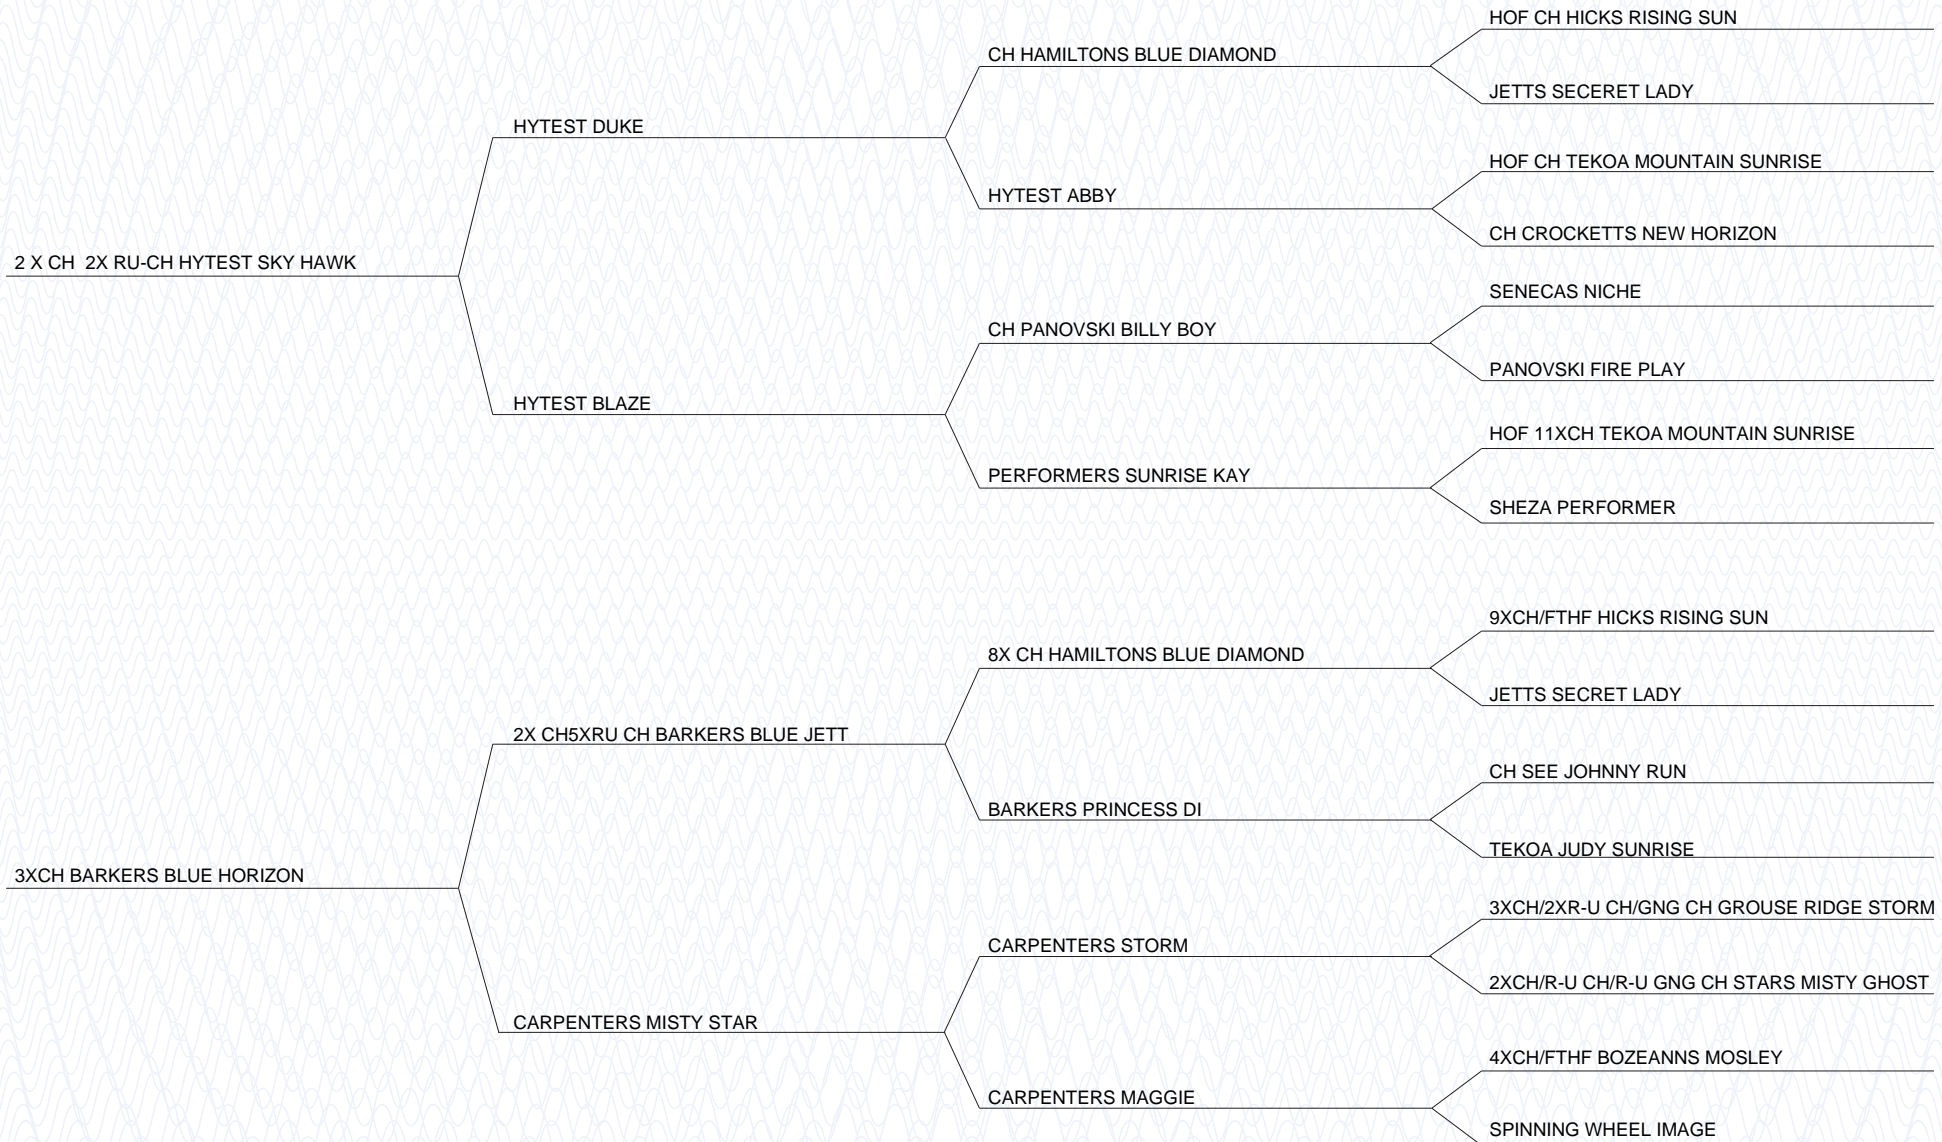 HOF CH HICKS RISING SUN
CH HAMILTONS BLUE DIAMOND
JETTS SECERET LADY
HYTEST DUKE
HOF CH TEKOA MOUNTAIN SUNRISE
HYTEST ABBY
CH CROCKETTS NEW HORIZON
2 X CH  2X RU-CH HYTEST SKY HAWK
SENECAS NICHE
CH PANOVSKI BILLY BOY
PANOVSKI FIRE PLAY
HYTEST BLAZE
HOF 11XCH TEKOA MOUNTAIN SUNRISE
PERFORMERS SUNRISE KAY
SHEZA PERFORMER
9XCH/FTHF HICKS RISING SUN
8X CH HAMILTONS BLUE DIAMOND
JETTS SECRET LADY
2X CH5XRU CH BARKERS BLUE JETT
CH SEE JOHNNY RUN
BARKERS PRINCESS DI
TEKOA JUDY SUNRISE
3XCH BARKERS BLUE HORIZON
3XCH/2XR-U CH/GNG CH GROUSE RIDGE STORM
CARPENTERS STORM
2XCH/R-U CH/R-U GNG CH STARS MISTY GHOST
CARPENTERS MISTY STAR
4XCH/FTHF BOZEANNS MOSLEY
CARPENTERS MAGGIE
SPINNING WHEEL IMAGE